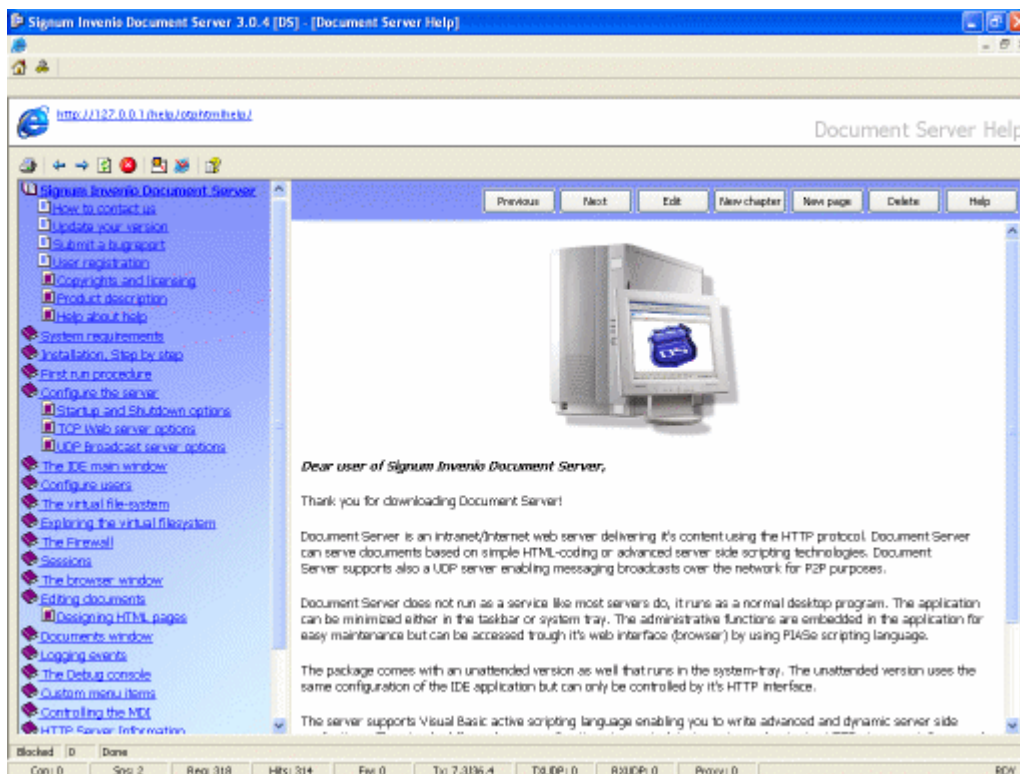 Signum Invenio Document Server 3.0.4 [DS] - [Document Server Help]
http://127.0.0.1/help/otphtmlhelp/
Document Server Help
Signum Invenio Document Server
How to contact us
Update your version
Submit a bugreport
User registration
Copyrights and licensing
Product description
Help about help
System requirements
Installation, Step by step
First run procedure
Configure the server
Startup and Shutdown options
TCP Web server options
UDP Broadcast server options
The IDE main window
Configure users
The virtual file-system
Exploring the virtual filesystem
The Firewall
Sessions
The browser window
Editing documents
Designing HTML pages
Documents window
Logging events
The Debug console
Custom menu items
Controlling the MDI
HTTP Server Information
Previous Next Edit New chapter New page Delete Help
DS
Dear user of Signum Invenio Document Server,
Thank you for downloading Document Server!
Document Server is an intranet/Internet web server delivering it's content using the HTTP protocol. Document Server
can serve documents based on simple HTML-coding or advanced server side scripting technologies. Document
Server supports also a UDP server enabling messaging broadcasts over the network for P2P purposes.
Document Server does not run as a service like most servers do, it runs as a normal desktop program. The application
can be minimized either in the taskbar or system tray. The administrative functions are embedded in the application for
easy maintenance but can be accessed trough it's web interface (browser) by using PIASe scripting language.
The package comes with an unattended version as well that runs in the system-tray. The unattended version uses the
same configuration of the IDE application but can only be controlled by it's HTTP interface.
The server supports Visual Basic active scripting language enabling you to write advanced and dynamic server side
Blocked D Done
Con: 0 Sns: 2 Req: 318 Hits: 314 Fw: 0 Tx: 7.3136.4 TXUDP: 0 RXUDP: 0 Proxy: 0 RDY